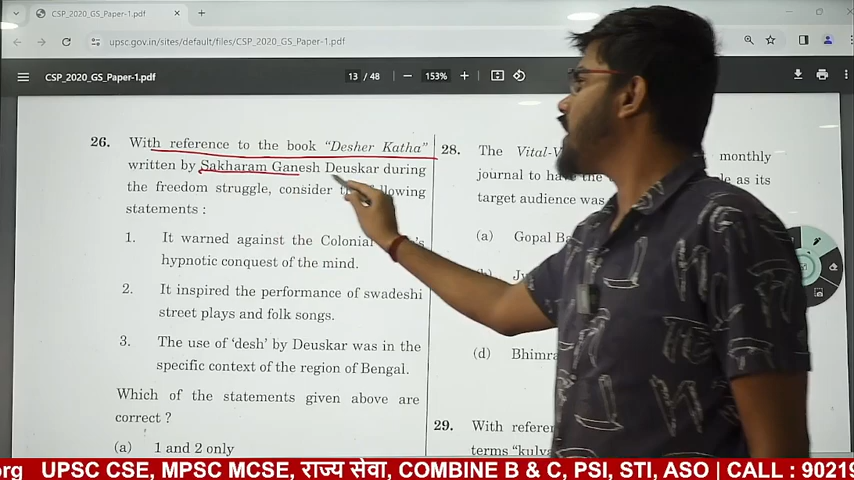 CSP_2020_GS_Paper-1.pdf
upsc.gov.in/sites/default/files/CSP_2020_GS_Paper-1.pdf
CSP_2020_GS_Paper-1.pdf
13 / 48
153%
26. With reference to the book "Desher Katha"
written by Sakharam Ganesh Deuskar during
the freedom struggle, consider the following
statements :
1. It warned against the Colonial
hypnotic conquest of the mind.
2. It inspired the performance of swadeshi
street plays and folk songs.
3. The use of 'desh' by Deuskar was in the
specific context of the region of Bengal.
Which of the statements given above are
correct ?
(a) 1 and 2 only
28. The monthly
journal to as its
target audience was
(a) Gopal
(d)
29. With
terms
org UPSC CSE, MPSC MCSE, राज्य सेवा, COMBINE B & C, PSI, STI, ASO | CALL : 90219